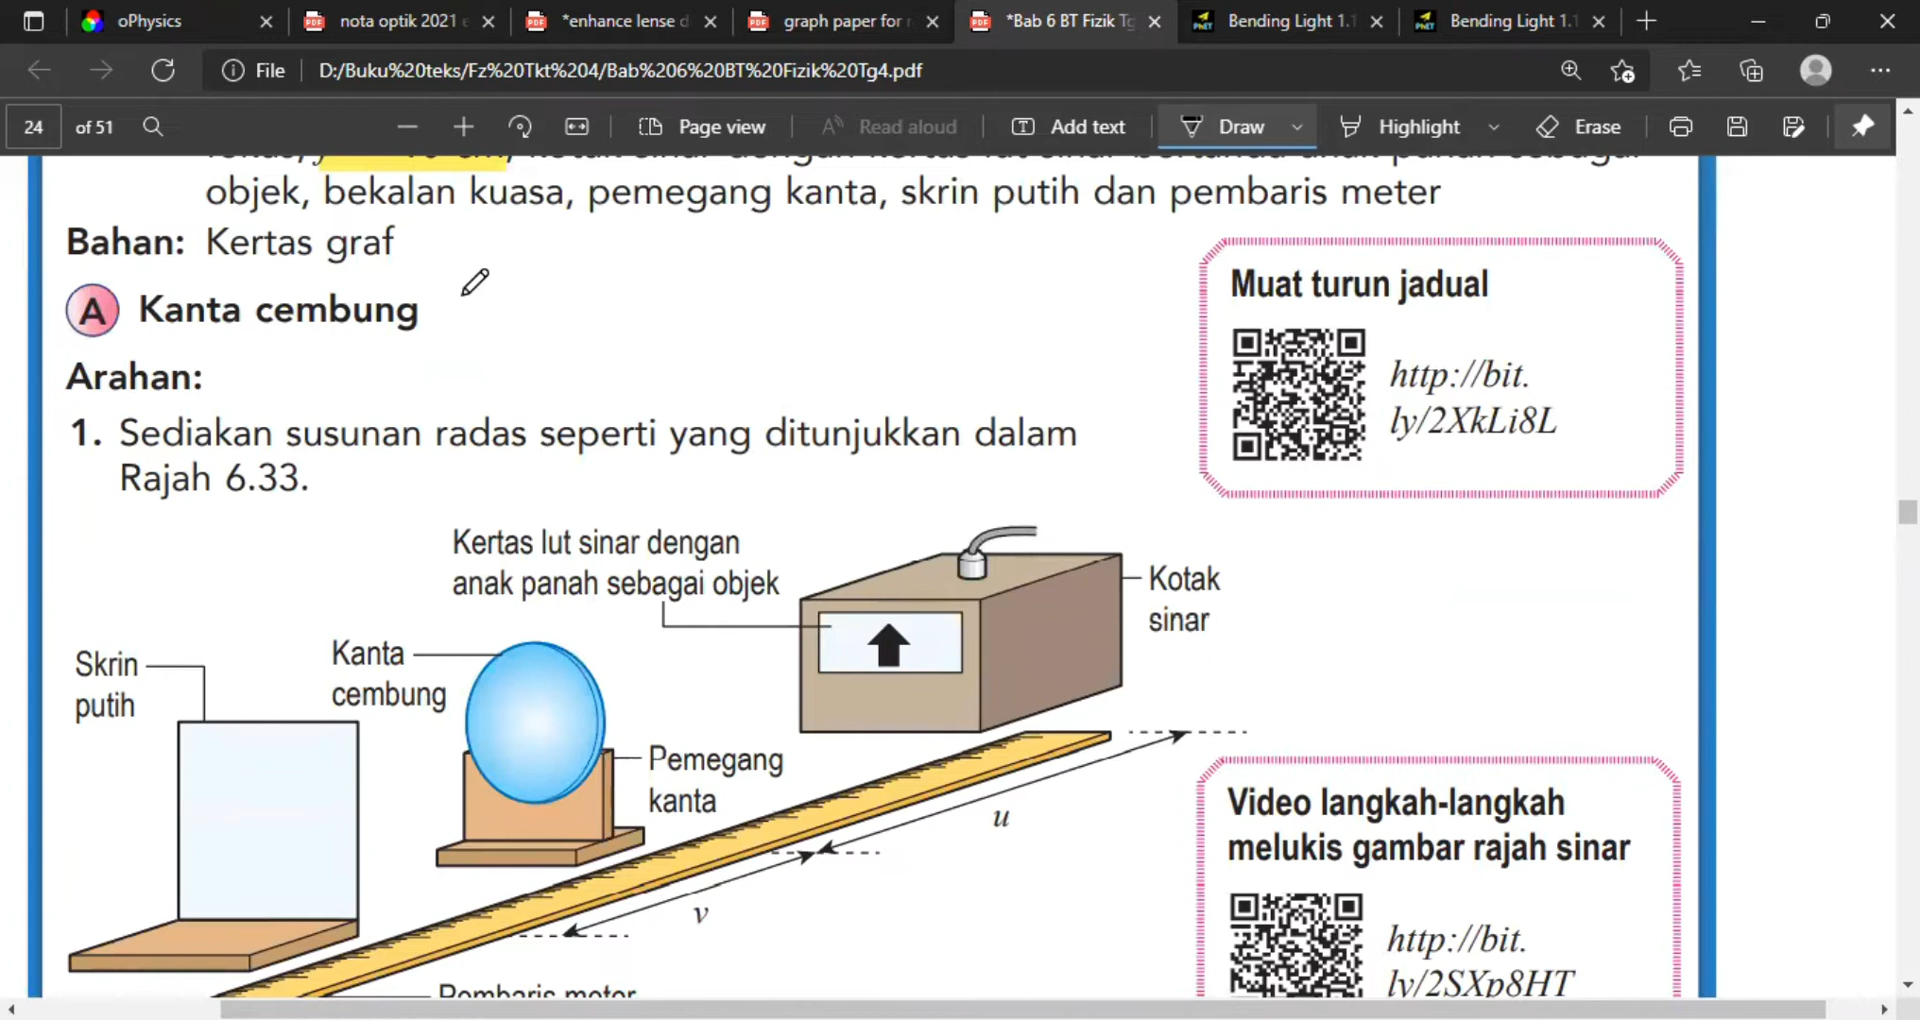 oPhysics
nota optik 2021
*enhance lense d
graph paper for
*Bab 6 BT Fizik Tg
Bending Light 1.1
Bending Light 1.1
File
D:/Buku%20teks/Fz%20Tkt%204/Bab%206%20BT%20Fizik%20Tg4.pdf
24 of 51
Page view
Read aloud
Add text
Draw
Highlight
Erase
objek, bekalan kuasa, pemegang kanta, skrin putih dan pembaris meter
Bahan: Kertas graf
A Kanta cembung
Arahan:
1. Sediakan susunan radas seperti yang ditunjukkan dalam
Rajah 6.33.
Muat turun jadual
http://bit.
ly/2XkLi8L
Kertas lut sinar dengan
anak panah sebagai objek
Kotak
sinar
Skrin
putih
Kanta
cembung
Pemegang
kanta
u
v
Pembaris meter
Video langkah-langkah
melukis gambar rajah sinar
http://bit.
ly/2SXp8HT